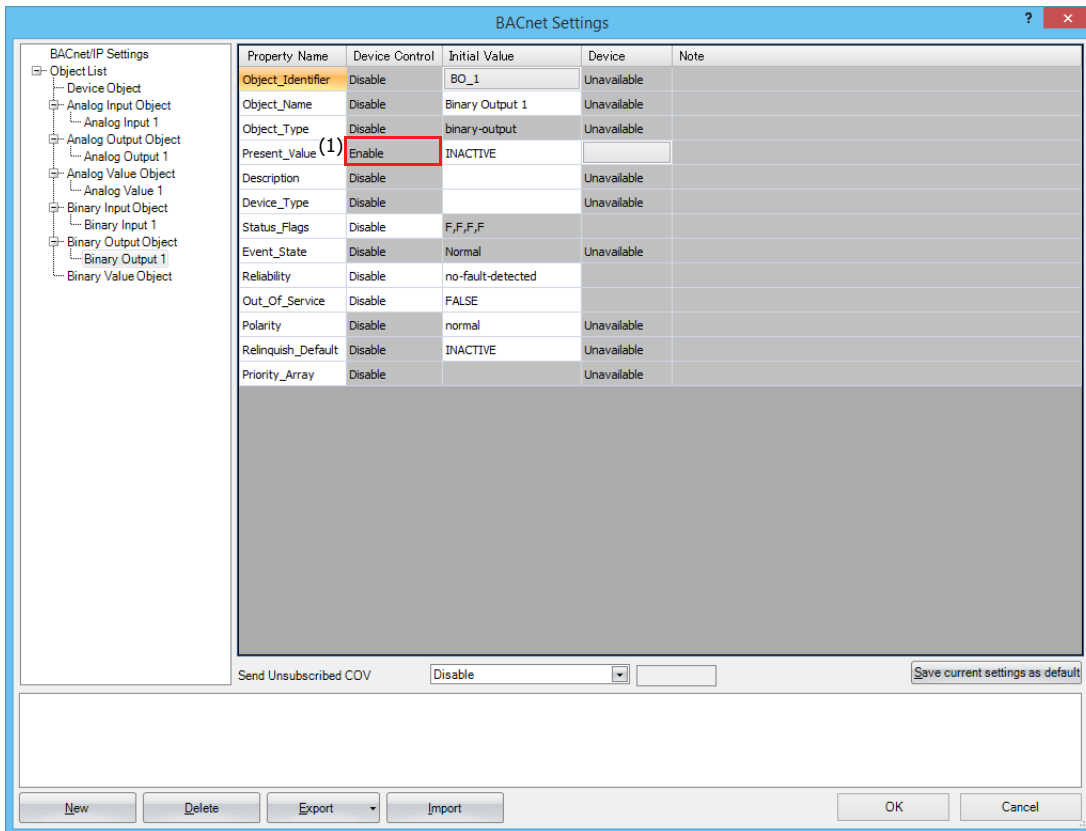 BACnet Settings
? ×
BACnet/IP Settings
Object List
Device Object
Analog Input Object
Analog Input 1
Analog Output Object
Analog Output 1
Analog Value Object
Analog Value 1
Binary Input Object
Binary Input 1
Binary Output Object
Binary Output 1
Binary Value Object
Property Name Device Control Initial Value Device Note
Object_Identifier Disable BO_1 Unavailable
Object_Name Disable Binary Output 1 Unavailable
Object_Type Disable binary-output Unavailable
Present_Value (1) Enable INACTIVE
Description Disable Unavailable
Device_Type Disable Unavailable
Status_Flags Disable F,F,F,F
Event_State Disable Normal Unavailable
Reliability Disable no-fault-detected
Out_Of_Service Disable FALSE
Polarity Disable normal Unavailable
Relinquish_Default Disable INACTIVE Unavailable
Priority_Array Disable Unavailable
Send Unsubscribed COV Disable Save current settings as default
New Delete Export Import OK Cancel